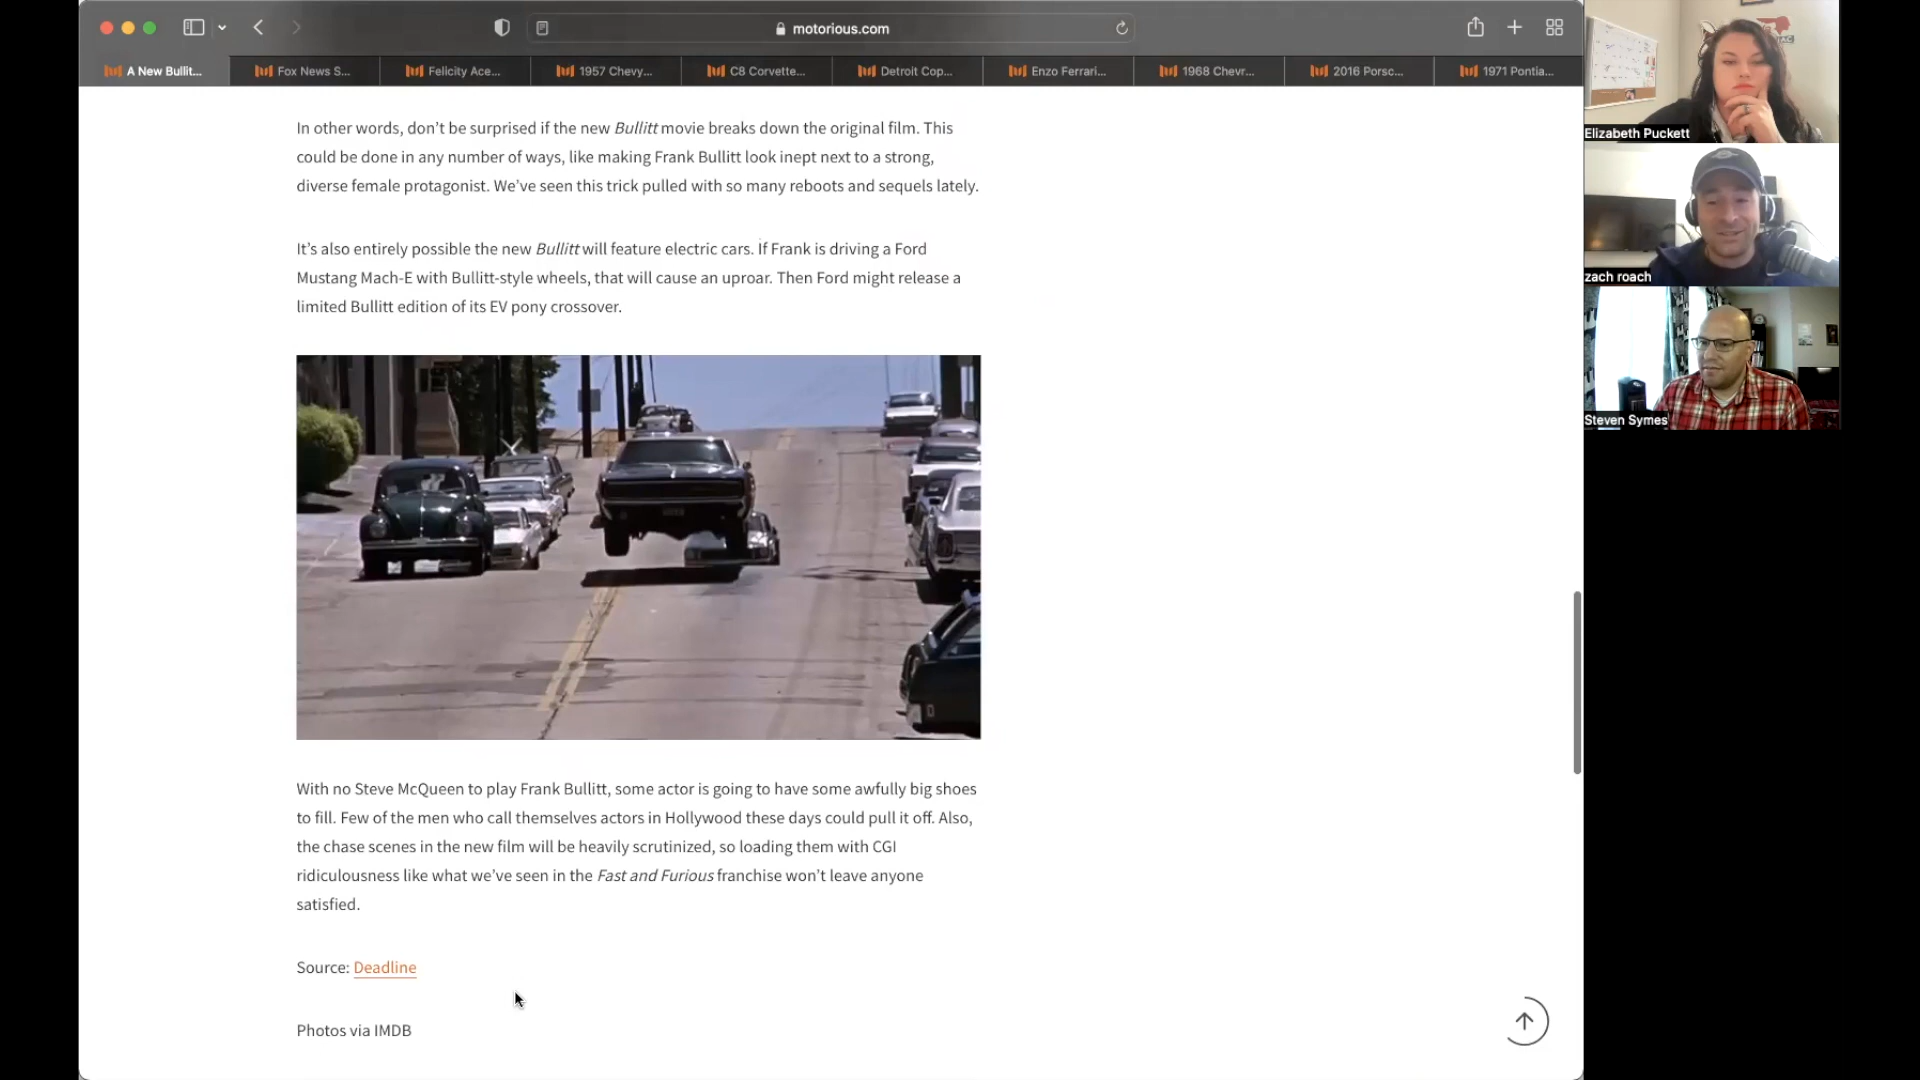 motorious.com
A New Bullit...
Fox News S...
Felicity Ace...
1957 Chevy...
C8 Corvette...
Detroit Cop...
Enzo Ferrari...
1968 Chevr...
2016 Porsc...
1971 Pontia...
In other words, don't be surprised if the new Bullitt movie breaks down the original film. This
could be done in any number of ways, like making Frank Bullitt look inept next to a strong,
diverse female protagonist. We've seen this trick pulled with so many reboots and sequels lately.
It's also entirely possible the new Bullitt will feature electric cars. If Frank is driving a Ford
Mustang Mach-E with Bullitt-style wheels, that will cause an uproar. Then Ford might release a
limited Bullitt edition of its EV pony crossover.
With no Steve McQueen to play Frank Bullitt, some actor is going to have some awfully big shoes
to fill. Few of the men who call themselves actors in Hollywood these days could pull it off. Also,
the chase scenes in the new film will be heavily scrutinized, so loading them with CGI
ridiculousness like what we've seen in the Fast and Furious franchise won't leave anyone
satisfied.
Source: Deadline
Photos via IMDB
Elizabeth Puckett
zach roach
Steven Symes